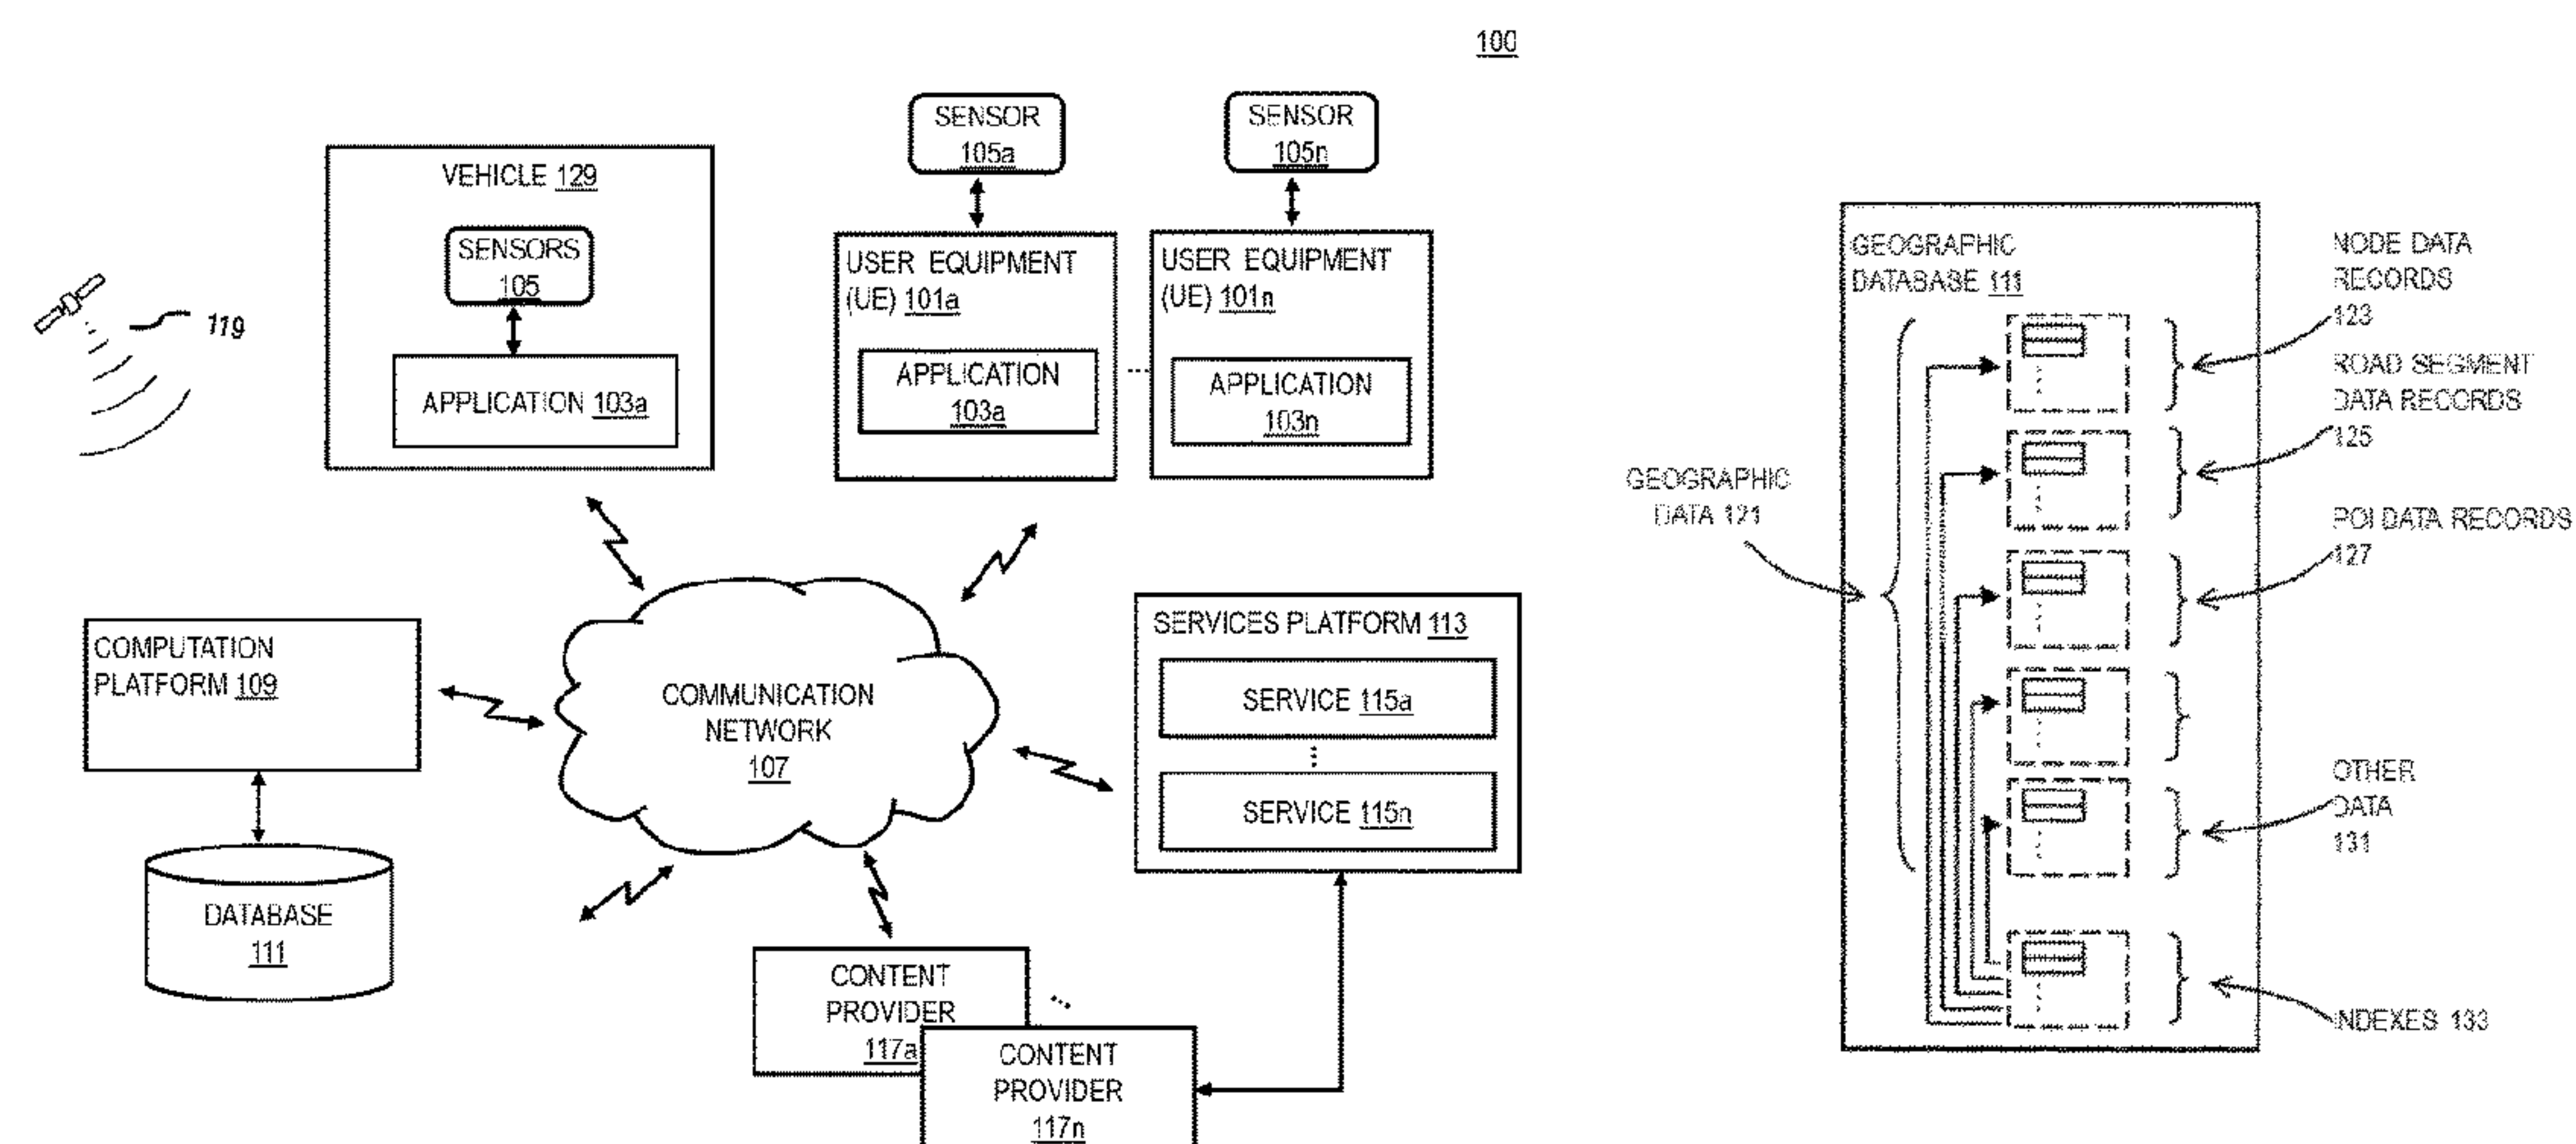 100
SENSOR
105a
SENSOR
105n
VEHICLE 129
SENSORS
105
APPLICATION 103a
119
USER EQUIPMENT
(UE) 101a
APPLICATION
103a
...
USER EQUIPMENT
(UE) 101n
APPLICATION
103n
COMPUTATION
PLATFORM 109
DATABASE
111
COMMUNICATION
NETWORK
107
SERVICES PLATFORM 113
SERVICE 115a
...
SERVICE 115n
CONTENT
PROVIDER
117a
...
CONTENT
PROVIDER
117n
GEOGRAPHIC
DATABASE 111
GEOGRAPHIC
DATA 121
NODE DATA
RECORDS
123
ROAD SEGMENT
DATA RECORDS
125
POI DATA RECORDS
127
OTHER
DATA
131
INDEXES 133